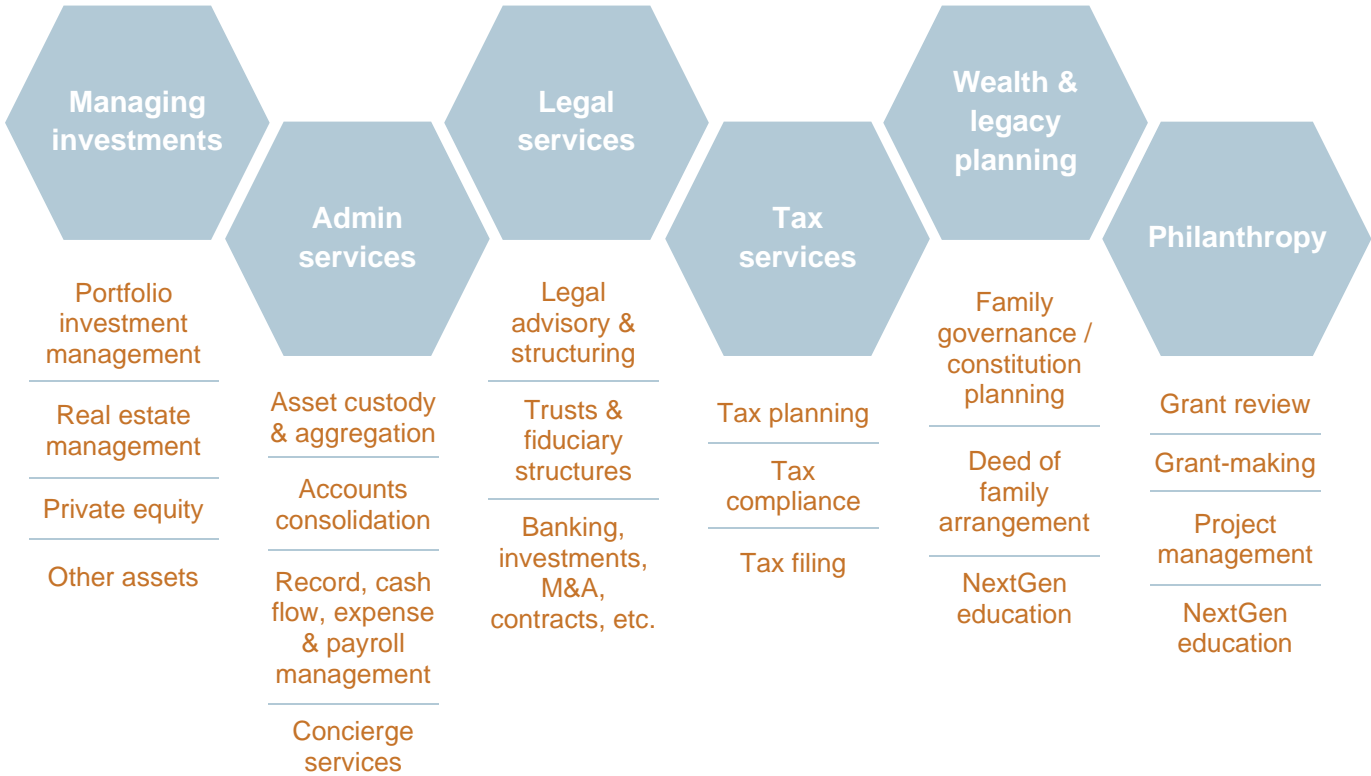 Managing
investments
Portfolio
investment
management
Real estate
management
Private equity
Other assets
Admin
services
Asset custody
& aggregation
Accounts
consolidation
Record, cash
flow, expense
& payroll
management
Concierge
services
Legal
services
Legal
advisory &
structuring
Trusts &
fiduciary
structures
Banking,
investments,
M&A,
contracts, etc.
Tax
services
Tax planning
Tax
compliance
Tax filing
Wealth &
legacy
planning
Family
governance /
constitution
planning
Deed of
family
arrangement
NextGen
education
Philanthropy
Grant review
Grant-making
Project
management
NextGen
education